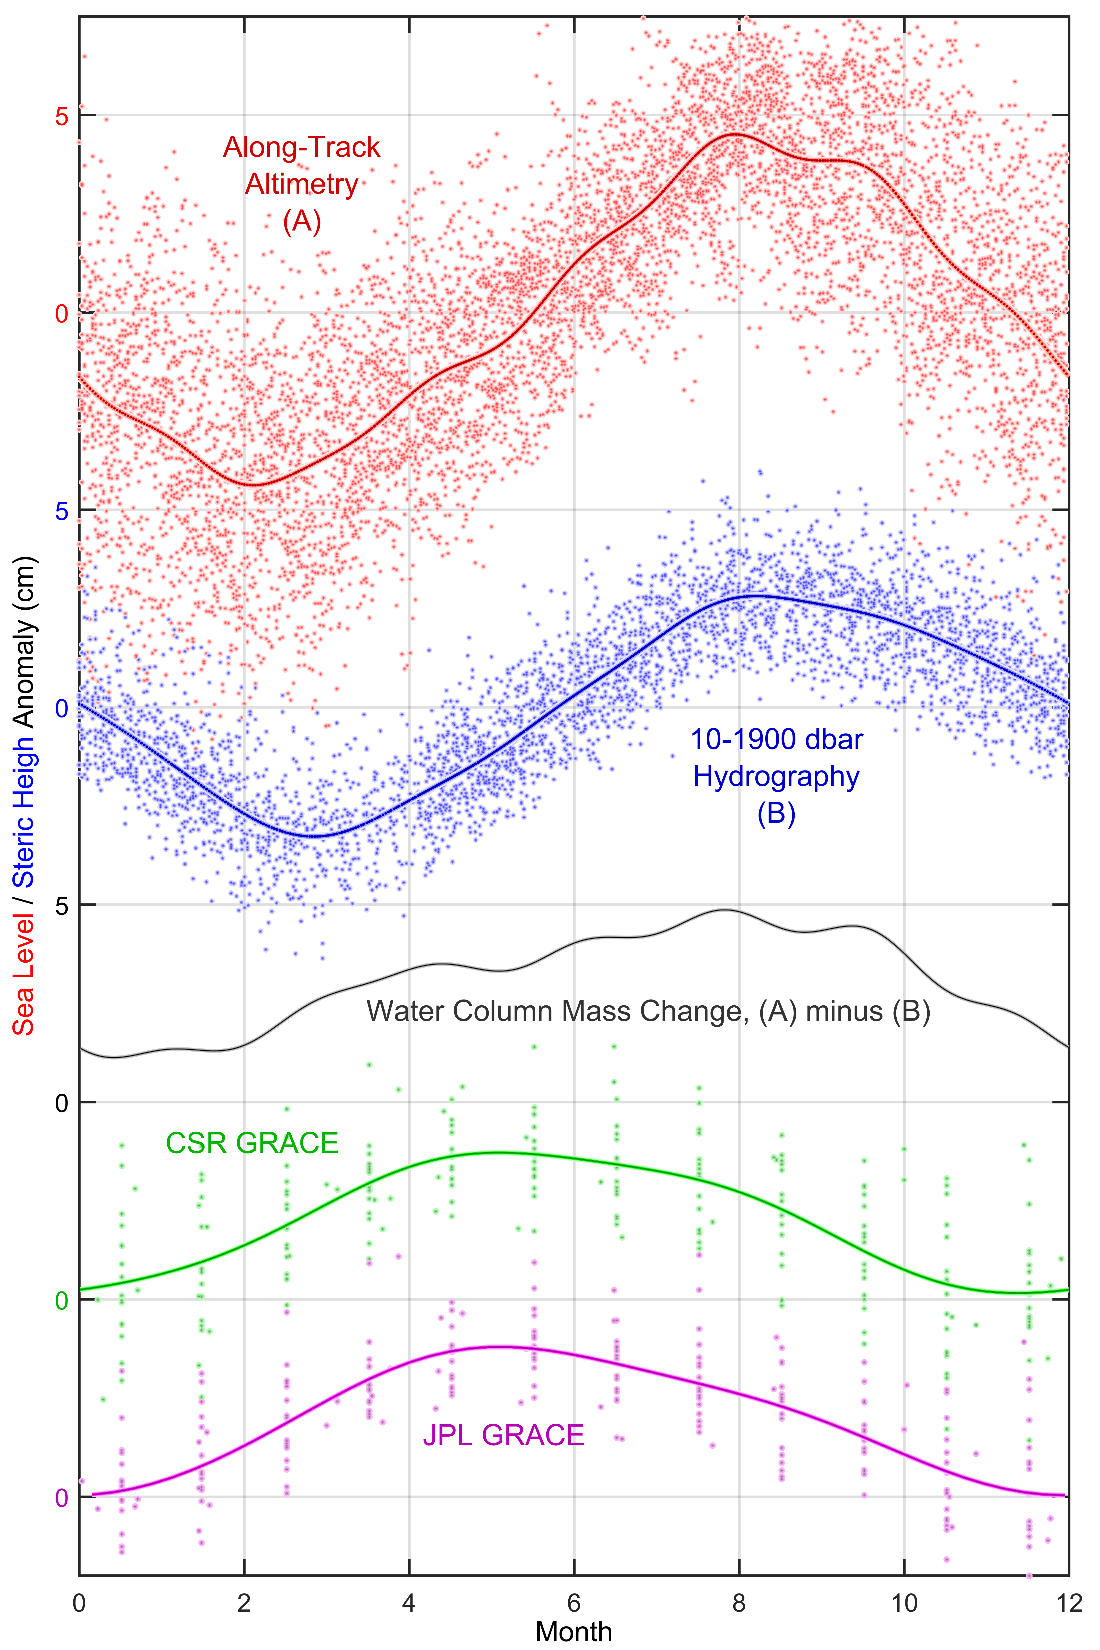 5
Along-Track
Altimetry
(A)
0
5
0
10-1900 dbar
Hydrography
(B)
5
Water Column Mass Change, (A) minus (B)
0
CSR GRACE
0
JPL GRACE
0
0 2 4 6 8 10 12
Month
Sea Level / Steric Heigh Anomaly (cm)